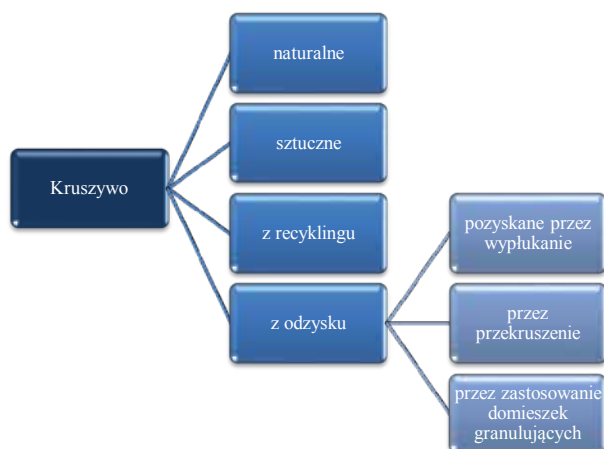 Kruszywo
naturalne
sztuczne
z recyklingu
z odzysku
pozyskane przez
wypłukanie
przez
przekruszenie
przez zastosowanie
domieszek
granulujących